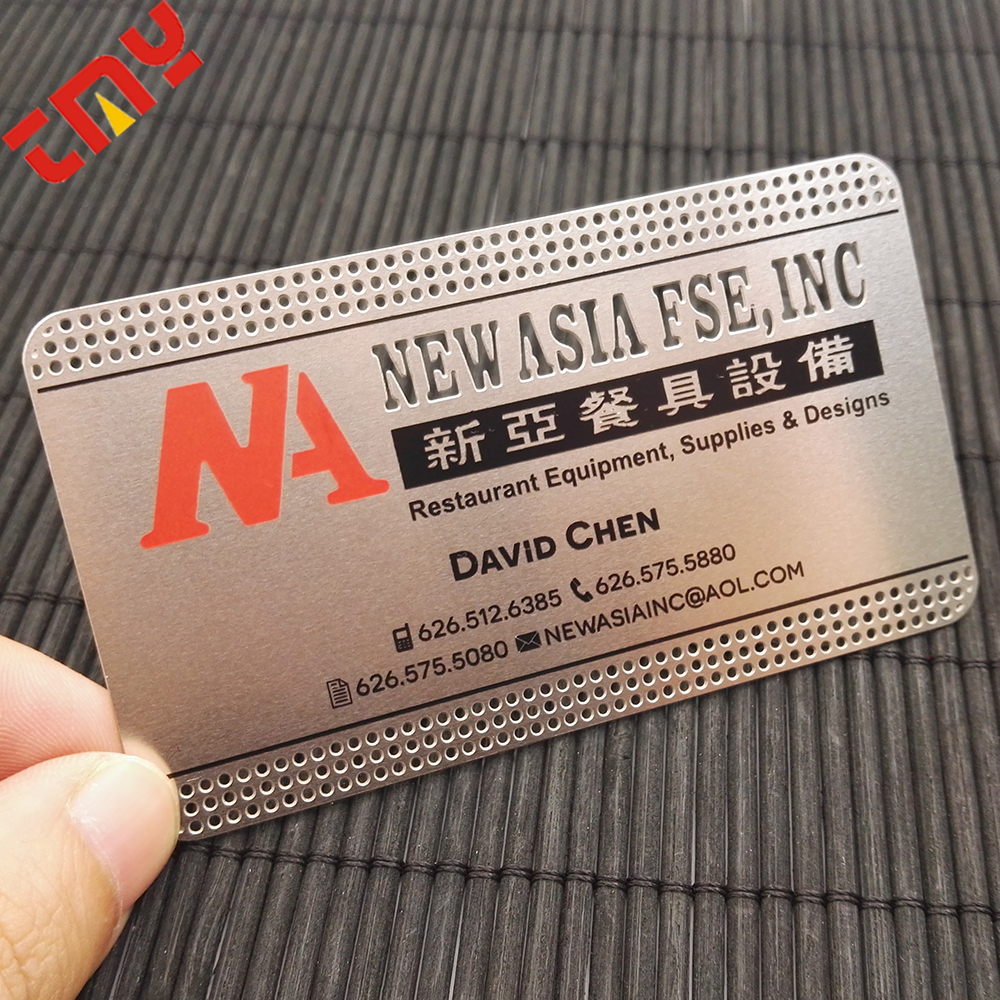 TMY
NEW ASIA FSE, INC
NA
新亞餐具設備
Restaurant Equipment, Supplies & Designs
DAVID CHEN
626.512.6385 626.575.5880
626.575.5080 NEWASIAINC@AOL.COM